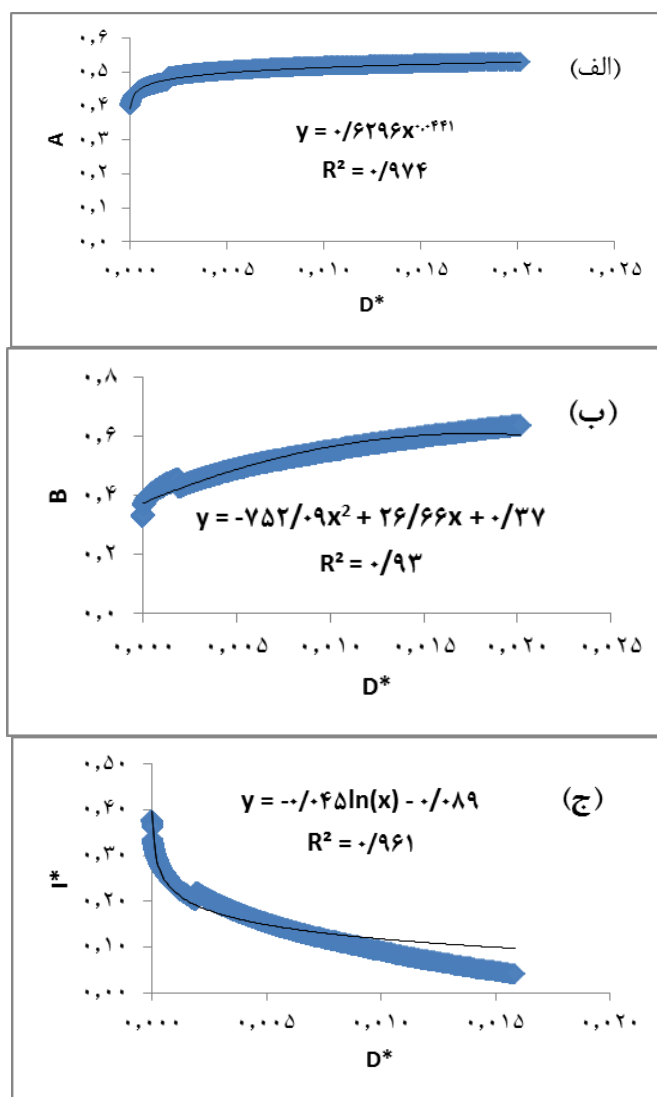 (الف)
۰,۶
۰,۵
۰,۴
۰,۳
۰,۲
۰,۱
۰,۰
A
y = ۰/۶۲۹۶x^۰.۰۴۴۱
R² = ۰/۹۷۴
۰,۰۰۰ ۰,۰۰۵ ۰,۰۱۰ ۰,۰۱۵ ۰,۰۲۰ ۰,۰۲۵
D*
(ب)
۰,۸
۰,۶
۰,۴
۰,۲
۰,۰
B
y = -۷۵۲/۰۹x² + ۲۶/۶۶x + ۰/۳۷
R² = ۰/۹۳
۰,۰۰۰ ۰,۰۰۵ ۰,۰۱۰ ۰,۰۱۵ ۰,۰۲۰ ۰,۰۲۵
D*
(ج)
۰,۵۰
۰,۴۰
۰,۳۰
۰,۲۰
۰,۱۰
۰,۰۰
I*
y = -۰/۰۴۵ln(x) - ۰/۰۸۹
R² = ۰/۹۶۱
۰,۰۰۰ ۰,۰۰۵ ۰,۰۱۰ ۰,۰۱۵ ۰,۰۲۰
D*